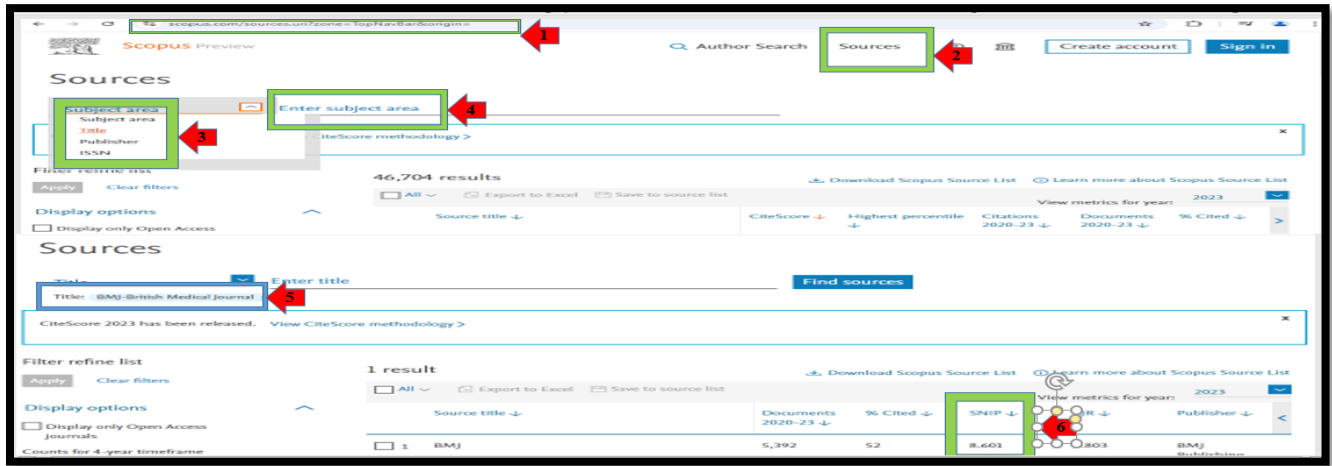 scopus.com/sources.uri?zone=TopNavBar&origin=
1
Scopus Preview
Author Search
Sources
2
Create account
Sign in
Sources
Subject area
Enter subject area
4
Subject area
Title
Publisher
ISSN
3
CiteScore methodology >
×
Filter refine list
Apply
Clear filters
46,704 results
Download Scopus Source List
Learn more about Scopus Source List
All
Export to Excel
Save to source list
View metrics for year:
2023
Display options
Display only Open Access
Source title ↓
CiteScore ↓
Highest percentile ↓
Citations 2020-23 ↓
Documents 2020-23 ↓
% Cited ↓
>
Sources
Title
Enter title
Find sources
Title: BMJ-British Medical Journal
5
CiteScore 2023 has been released. View CiteScore methodology >
×
Filter refine list
Apply
Clear filters
1 result
Download Scopus Source List
Learn more about Scopus Source List
All
Export to Excel
Save to source list
View metrics for year:
2023
Display options
Display only Open Access
Journals
Counts for 4-year timeframe
Source title ↓
Documents 2020-23 ↓
% Cited ↓
SNIP ↓
Publisher ↓
<
6
1
BMJ
5,392
52
8.601
BMJ
Publishing